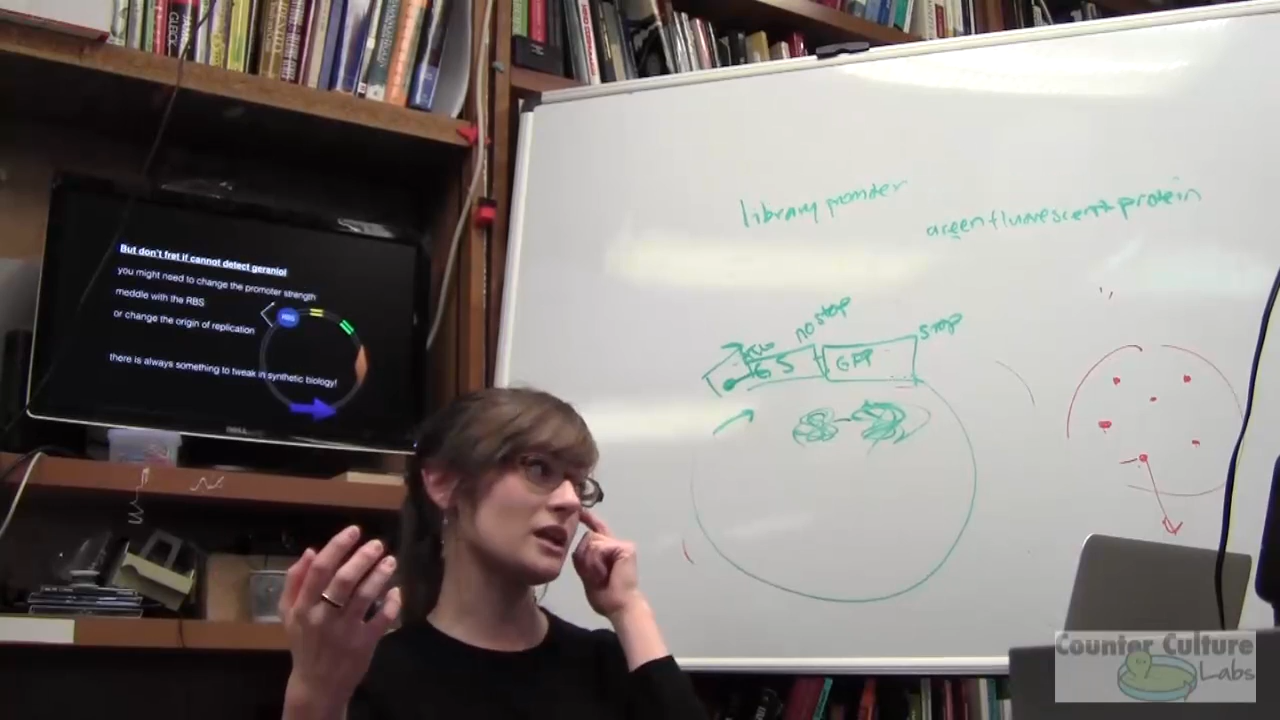 But don't fret if cannot detect geraniol
you might need to change the promoter strength
meddle with the RBS
or change the origin of replication
there is always something to tweak in synthetic biology!
RBS
DELL
library promoter
green fluorescent protein
no stop
stop
GS
GFP
Counter Culture
Labs